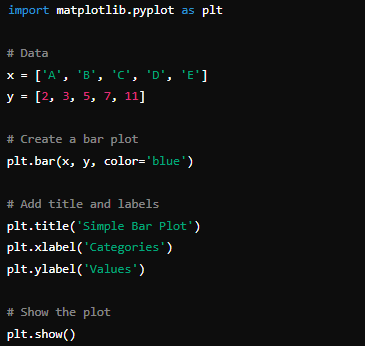 import matplotlib.pyplot as plt
# Data
x = ['A', 'B', 'C', 'D', 'E']
y = [2, 3, 5, 7, 11]
# Create a bar plot
plt.bar(x, y, color='blue')
# Add title and labels
plt.title('Simple Bar Plot')
plt.xlabel('Categories')
plt.ylabel('Values')
# Show the plot
plt.show()